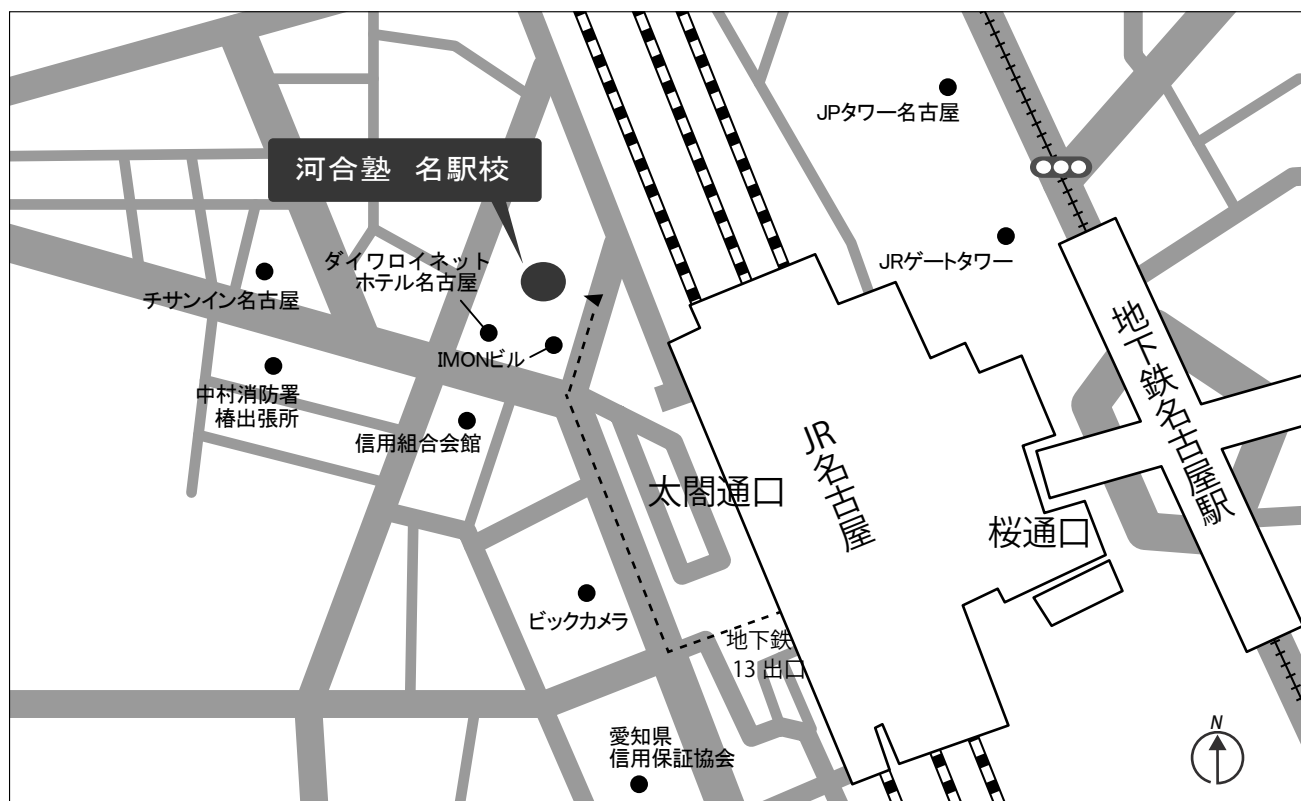 JPタワー名古屋
河合塾 名駅校
ダイワロイネット
ホテル名古屋
JRゲートタワー
チサンイン名古屋
IMONビル
中村消防署
椿出張所
信用組合会館
地下鉄名古屋駅
JR名古屋
太閤通口
桜通口
ビックカメラ
地下鉄
13 出口
愛知県
信用保証協会
N